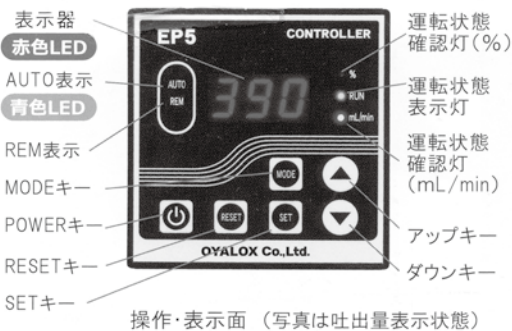 表示器
赤色LED
AUTO表示
青色LED
REM表示
MODEキー
POWERキー
RESETキー
SETキー
EP5
CONTROLLER
AUTO
REM
390
%
RUN
mL/min
MODE
RESET
SET
OYALOX Co.,Ltd.
運転状態
確認灯(%)
運転状態
表示灯
運転状態
確認灯
(mL/min)
アップキー
ダウンキー
操作・表示面 (写真は吐出量表示状態)